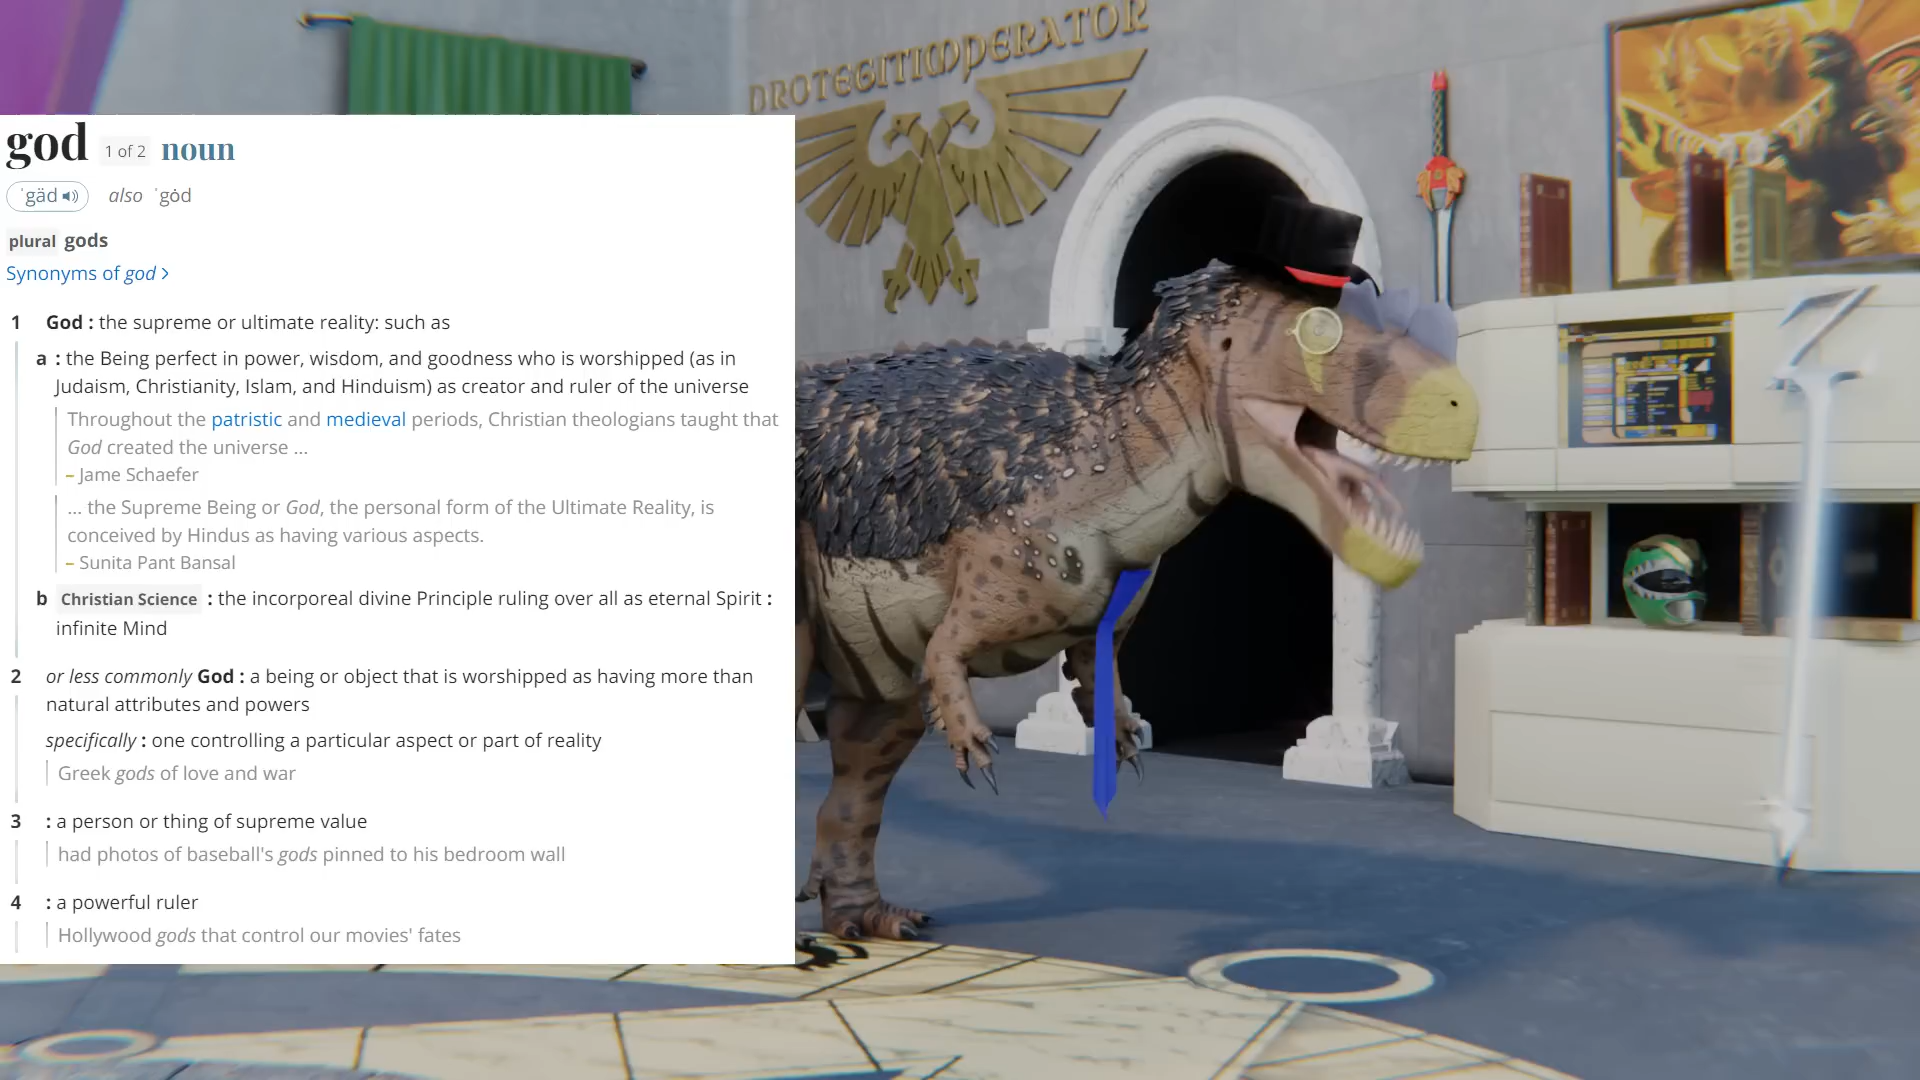 PROTEGIT IMPERATOR
god 1 of 2 noun
ˈgäd also ˈgȯd
plural gods
Synonyms of god >
1 God : the supreme or ultimate reality: such as
a : the Being perfect in power, wisdom, and goodness who is worshipped (as in
Judaism, Christianity, Islam, and Hinduism) as creator and ruler of the universe
Throughout the patristic and medieval periods, Christian theologians taught that
God created the universe ...
– Jame Schaefer
... the Supreme Being or God, the personal form of the Ultimate Reality, is
conceived by Hindus as having various aspects.
– Sunita Pant Bansal
b Christian Science : the incorporeal divine Principle ruling over all as eternal Spirit :
infinite Mind
2 or less commonly God : a being or object that is worshipped as having more than
natural attributes and powers
specifically : one controlling a particular aspect or part of reality
Greek gods of love and war
3 : a person or thing of supreme value
had photos of baseball's gods pinned to his bedroom wall
4 : a powerful ruler
Hollywood gods that control our movies' fates